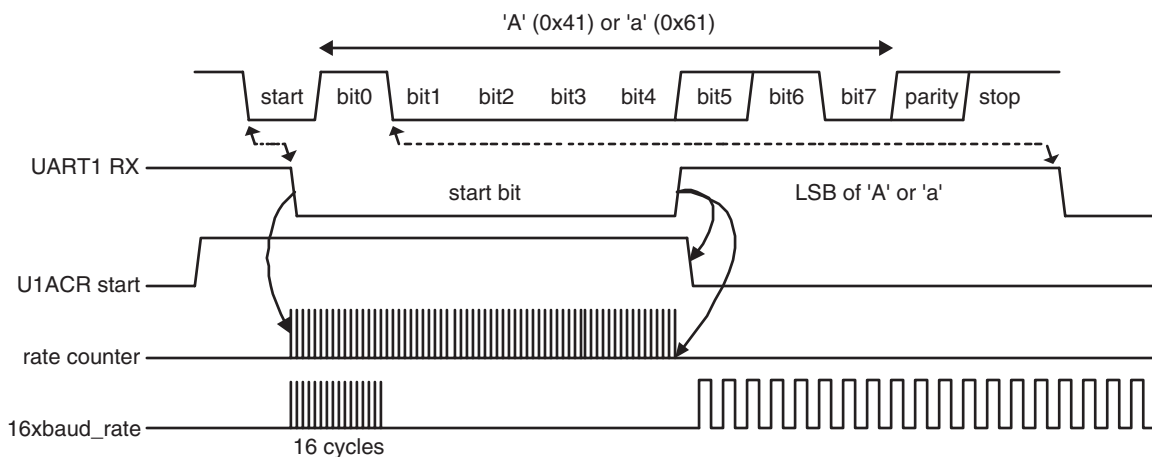 'A' (0x41) or 'a' (0x61)
start bit0 bit1 bit2 bit3 bit4 bit5 bit6 bit7 parity stop
UART1 RX
start bit
LSB of 'A' or 'a'
U1ACR start
rate counter
16xbaud_rate
16 cycles